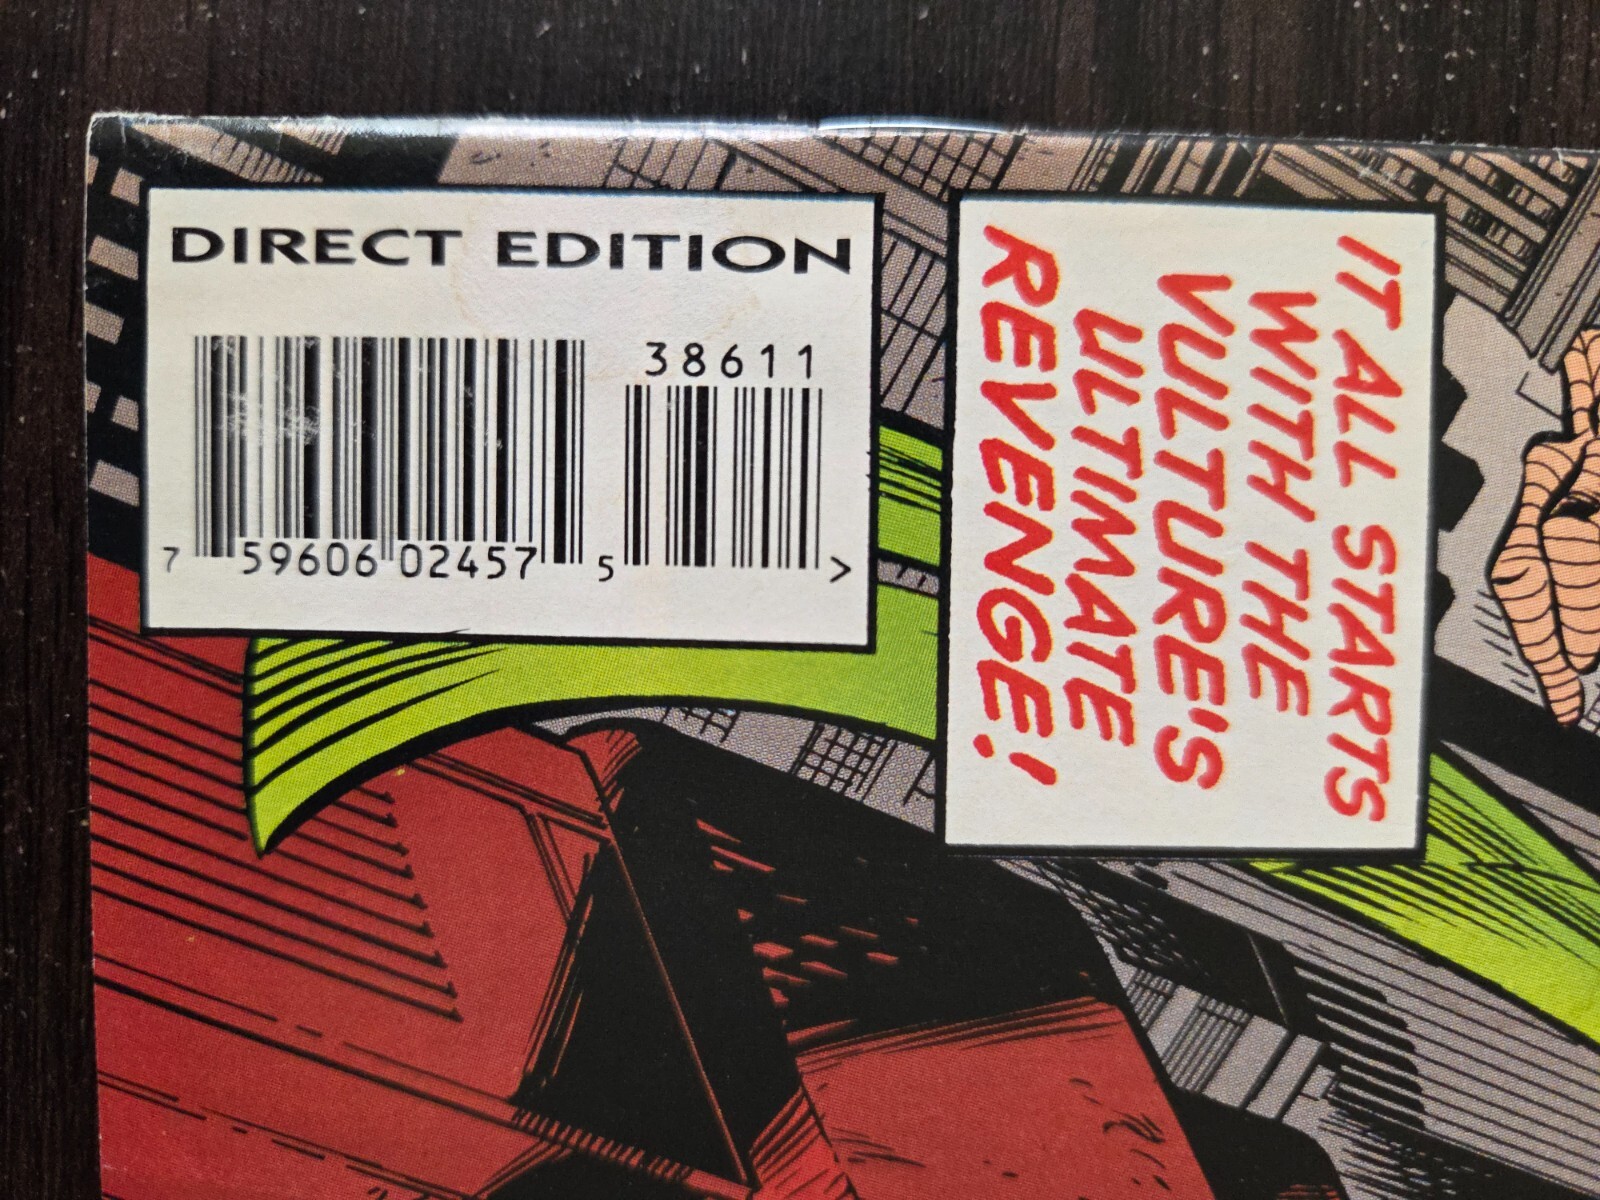 DIRECT EDITION
38611
7 59606 02457 5 >
IT ALL STARTS
WITH THE
VULTURE'S
ULTIMATE
REVENGE!